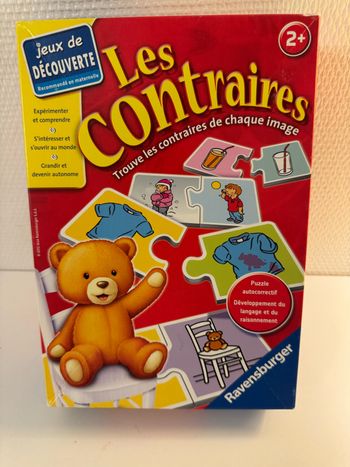 jeux de
DÉCOUVERTE
Recommandé en maternelle
2+
Les
contraires
Trouve les contraires de chaque image
Expérimenter
et comprendre
S'intéresser et
s'ouvrir au monde
Grandir et
devenir autonome
Puzzle
autocorrectif
Développement du
langage et du
raisonnement
Ravensburger